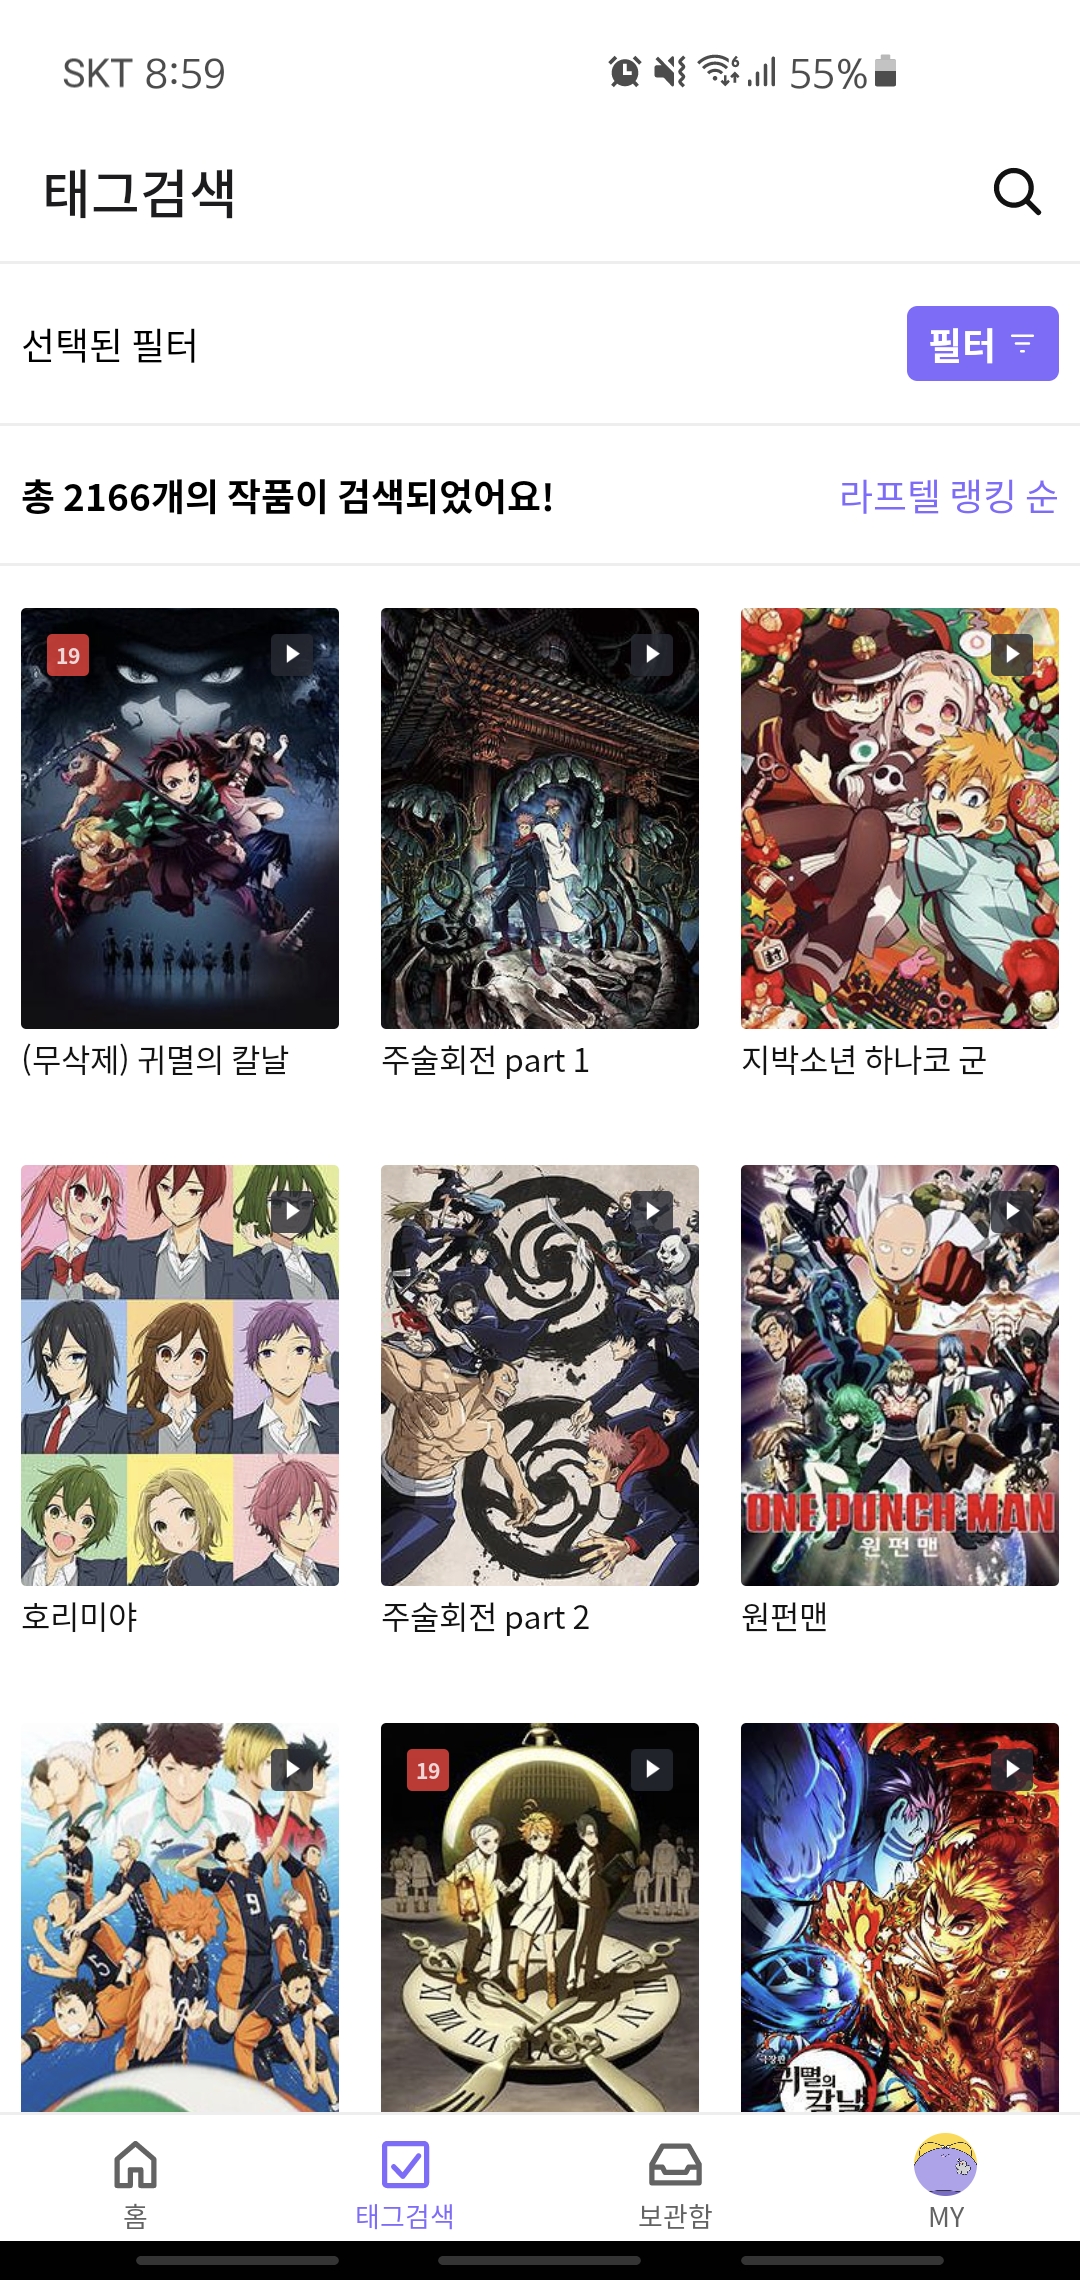 SKT 8:59
55%
태그검색
선택된 필터
필터
총 2166개의 작품이 검색되었어요!
라프텔 랭킹 순
19
(무삭제) 귀멸의 칼날
주술회전 part 1
지박소년 하나코 군
ONE PUNCH MAN
원펀맨
호리미야
주술회전 part 2
원펀맨
19
극장판
귀멸의
칼날
홈
태그검색
보관함
MY